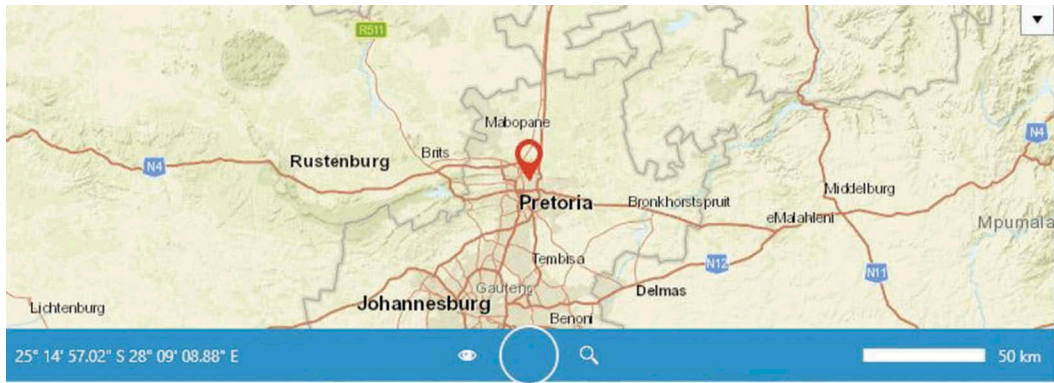 R511
Mabopane
N4
Rustenburg
Brits
N4
Pretoria
Bronkhorstspruit
Middelburg
eMalahleni
Mpumala
Tembisa
N12
N11
Gauteng
Delmas
Johannesburg
Lichtenburg
Benoni
25° 14' 57.02" S 28° 09' 08.88" E
50 km